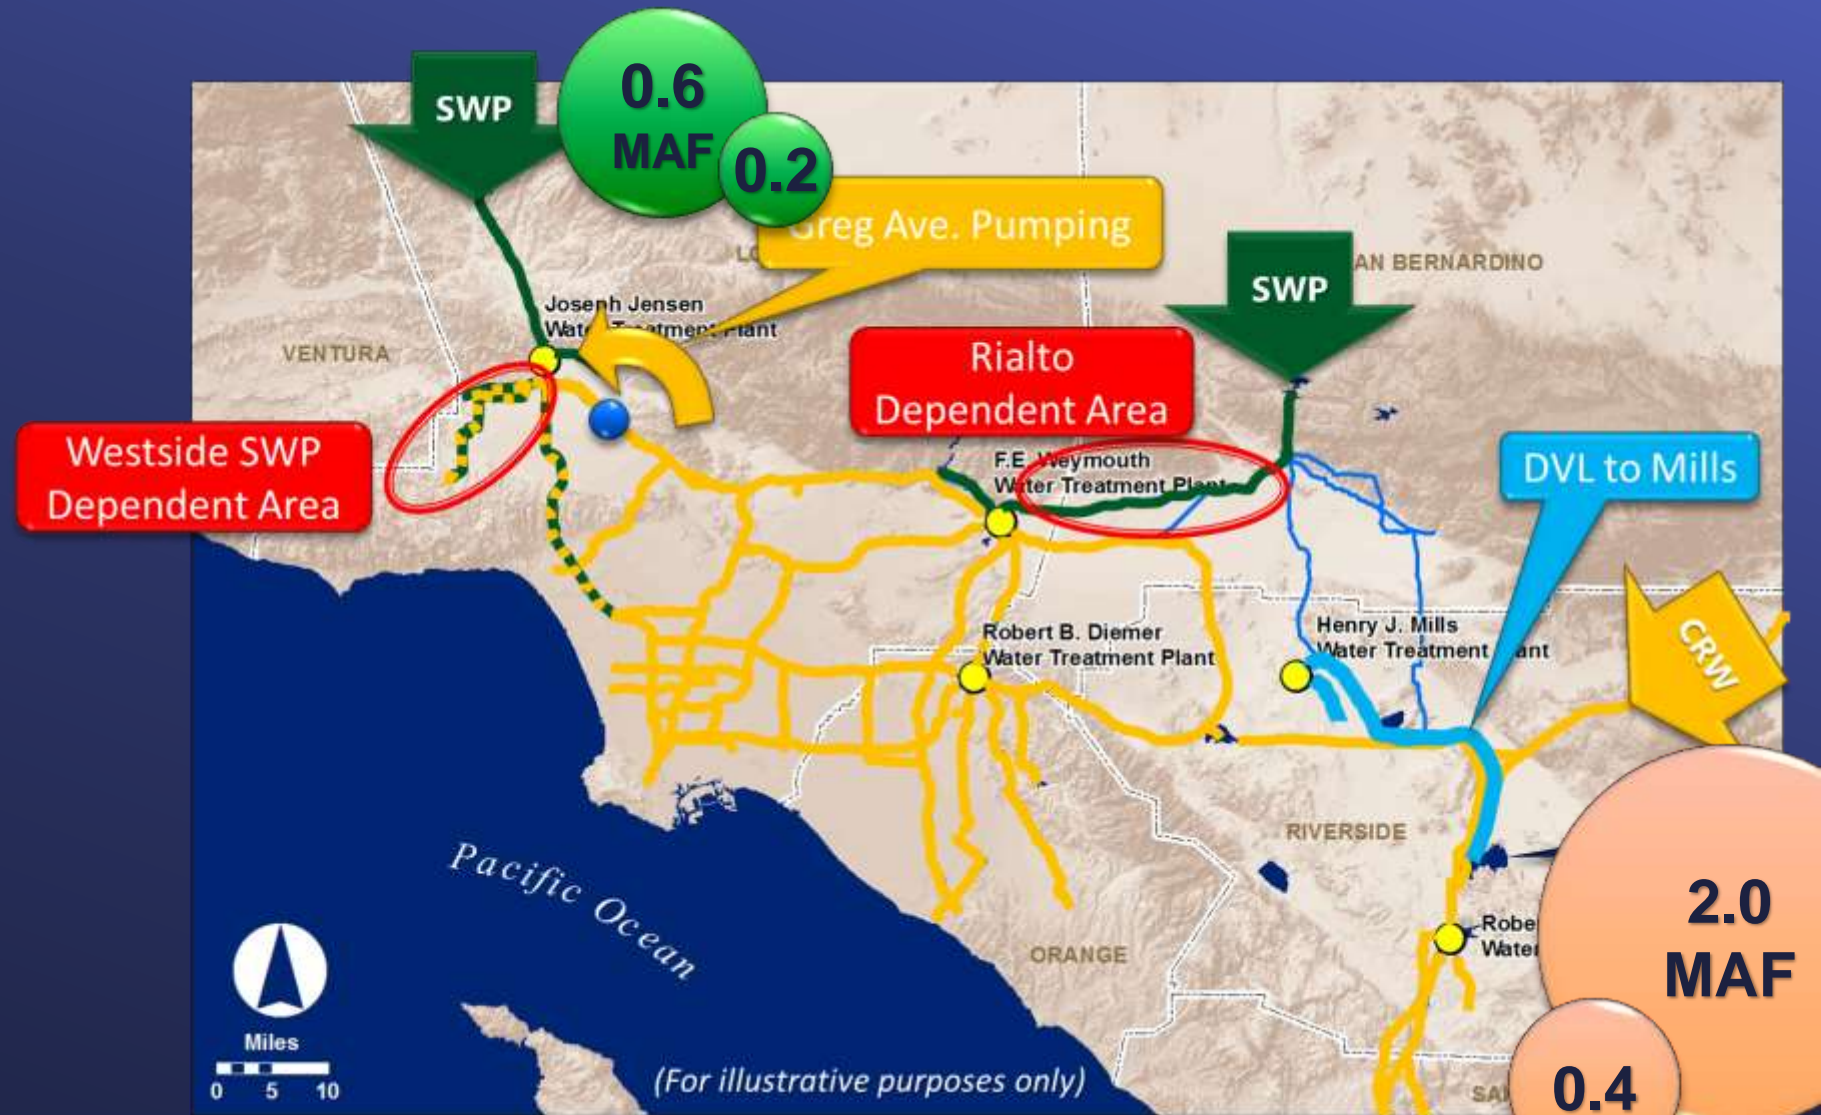 SWP
0.6
MAF
0.2
Greg Ave. Pumping
SWP
SAN BERNARDINO
Joseph Jensen
Water Treatment Plant
VENTURA
Rialto
Dependent Area
Westside SWP
Dependent Area
F.E. Weymouth
Water Treatment Plant
DVL to Mills
Robert B. Diemer
Water Treatment Plant
Henry J. Mills
Water Treatment Plant
CRW
RIVERSIDE
Pacific Ocean
2.0
MAF
Water
ORANGE
Miles
0 5 10
(For illustrative purposes only)
0.4